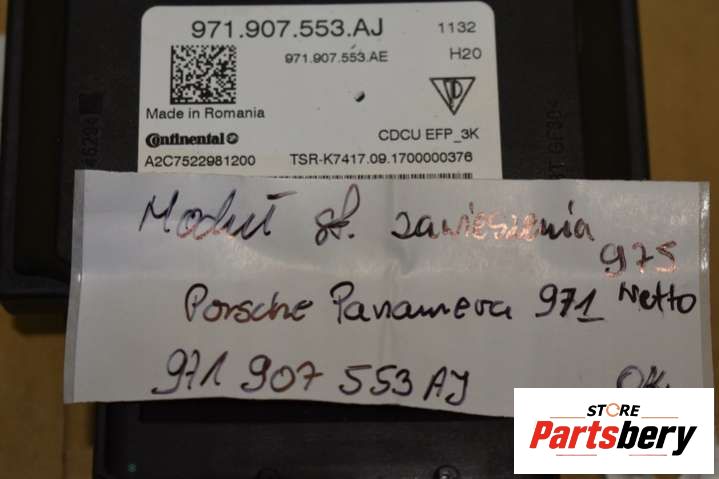 971.907.553.AJ 1132
971.907.553.AE H20
Made in Romania
Continental CDCU EFP_3K
A2C7522981200 TSR-K7417.09.1700000376
Moduł st. zawieszenia
975
Porsche Panamera 971 Netto
971 907 553 AJ OK
STORE
Partsbery